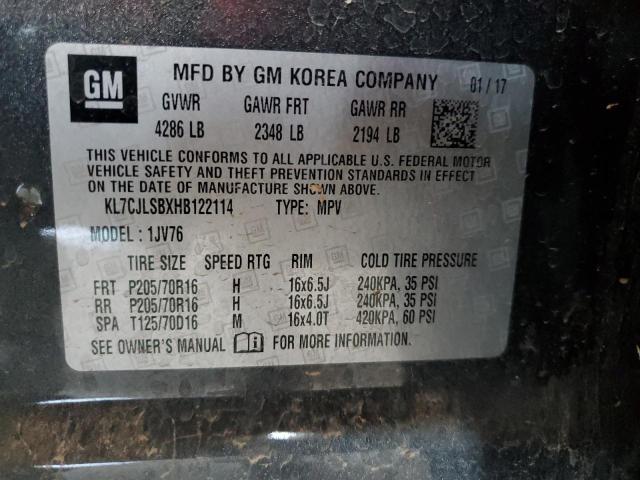 GM
MFD BY GM KOREA COMPANY 01/17
GVWR GAWR FRT GAWR RR
4286 LB 2348 LB 2194 LB
THIS VEHICLE CONFORMS TO ALL APPLICABLE U.S. FEDERAL MOTOR
VEHICLE SAFETY AND THEFT PREVENTION STANDARDS IN EFFECT
ON THE DATE OF MANUFACTURE SHOWN ABOVE.
KL7CJLSBXHB122114 TYPE: MPV
MODEL: 1JV76
TIRE SIZE SPEED RTG RIM COLD TIRE PRESSURE
FRT P205/70R16 H 16x6.5J 240KPA, 35 PSI
RR P205/70R16 H 16x6.5J 240KPA, 35 PSI
SPA T125/70D16 M 16x4.0T 420KPA, 60 PSI
SEE OWNER'S MANUAL FOR MORE INFORMATION.